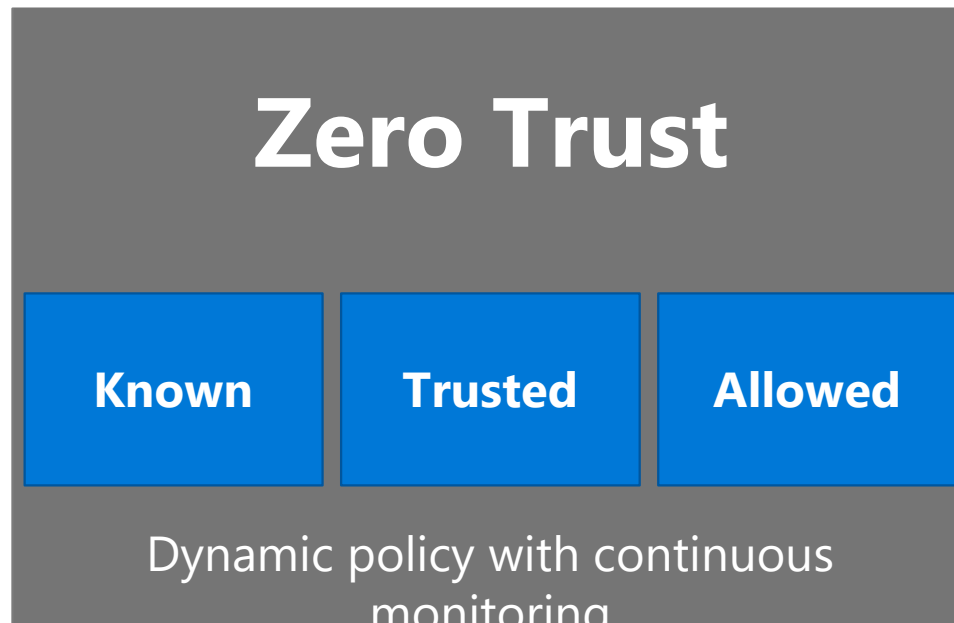 Zero Trust
Known
Trusted
Allowed
Dynamic policy with continuous
monitoring